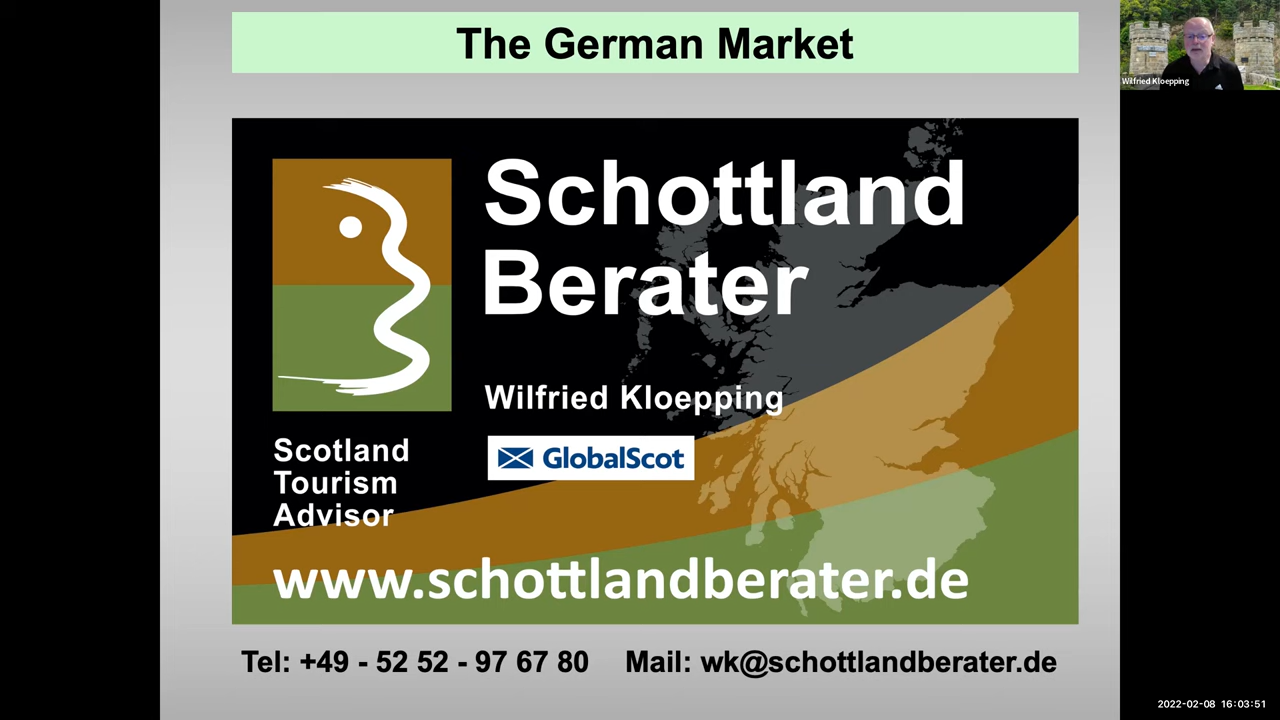 The German Market
Wilfried Kloepping
Schottland
Berater
Wilfried Kloepping
GlobalScot
Scotland
Tourism
Advisor
www.schottlandberater.de
Tel: +49 - 52 52 - 97 67 80 Mail: wk@schottlandberater.de
2022-02-08 16:03:51